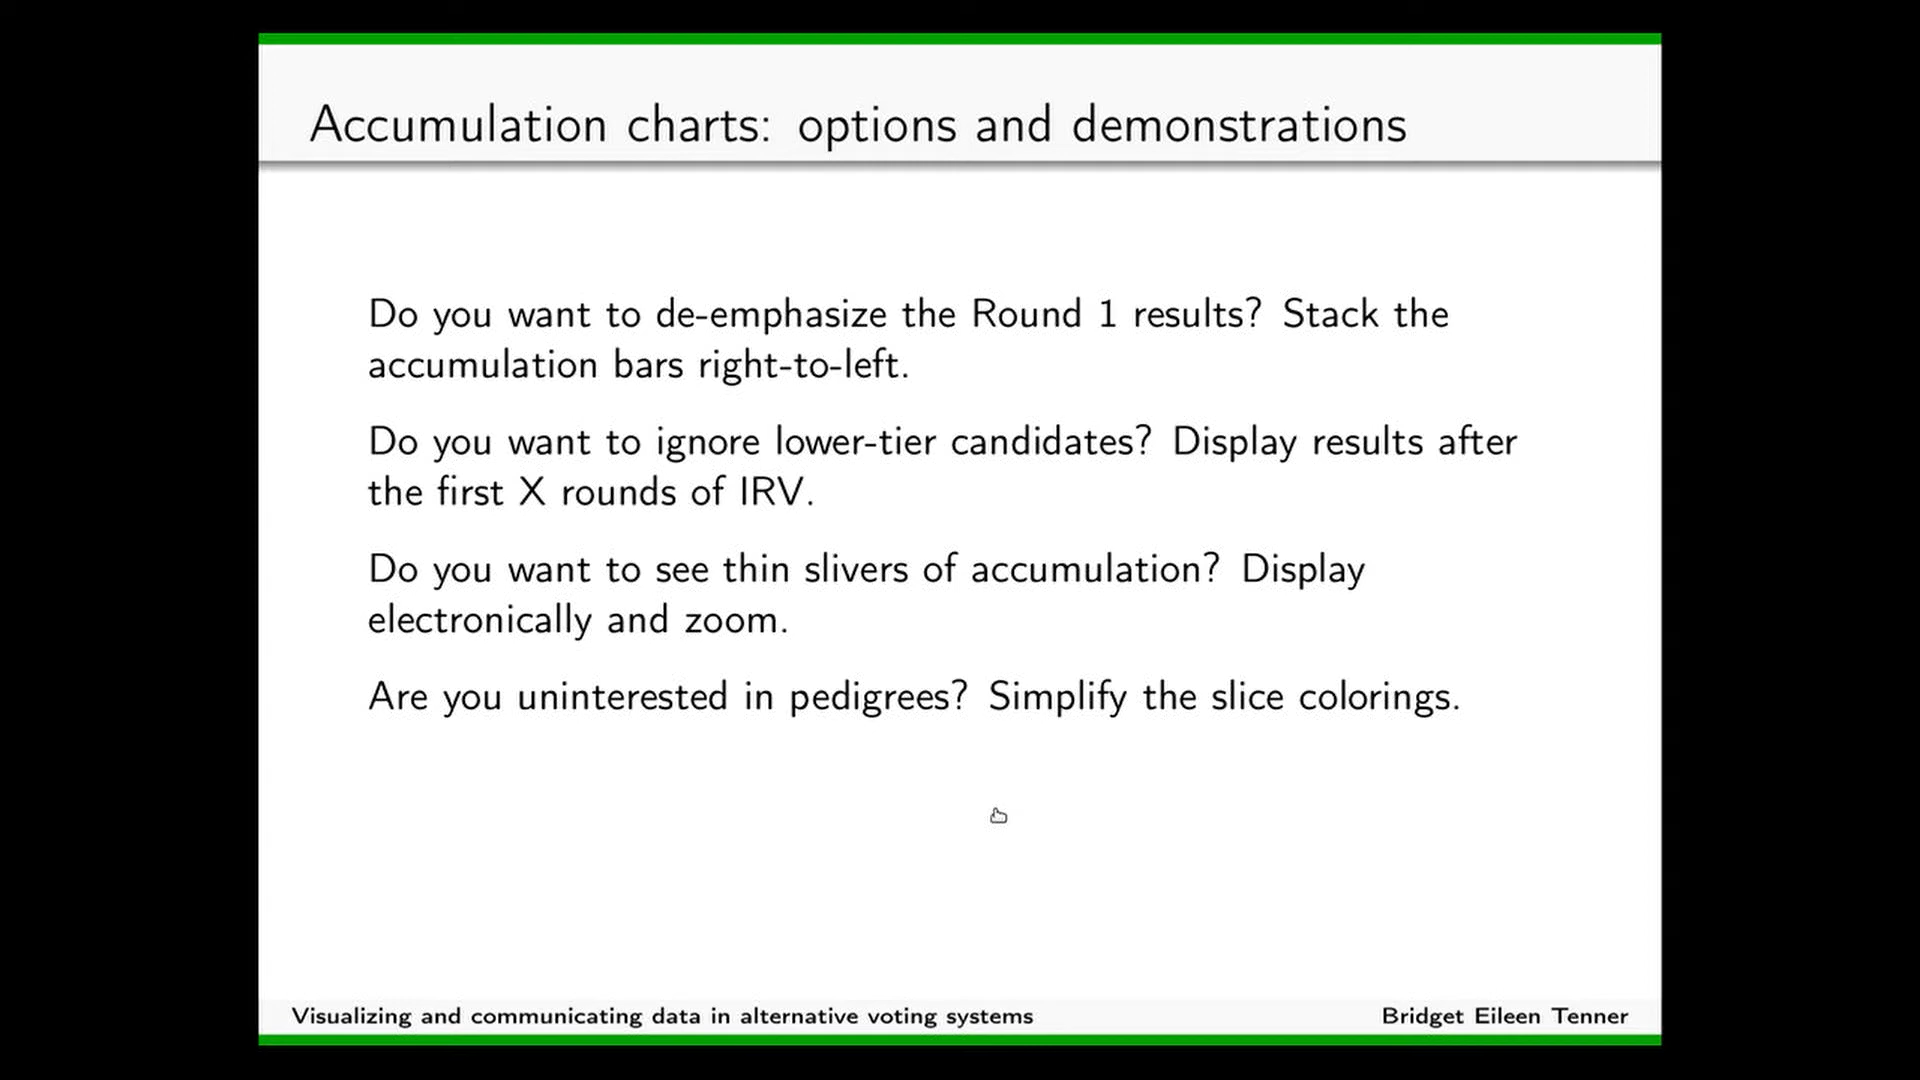 Accumulation charts: options and demonstrations
Do you want to de-emphasize the Round 1 results? Stack the
accumulation bars right-to-left.
Do you want to ignore lower-tier candidates? Display results after
the first X rounds of IRV.
Do you want to see thin slivers of accumulation? Display
electronically and zoom.
Are you uninterested in pedigrees? Simplify the slice colorings.
Visualizing and communicating data in alternative voting systems
Bridget Eileen Tenner